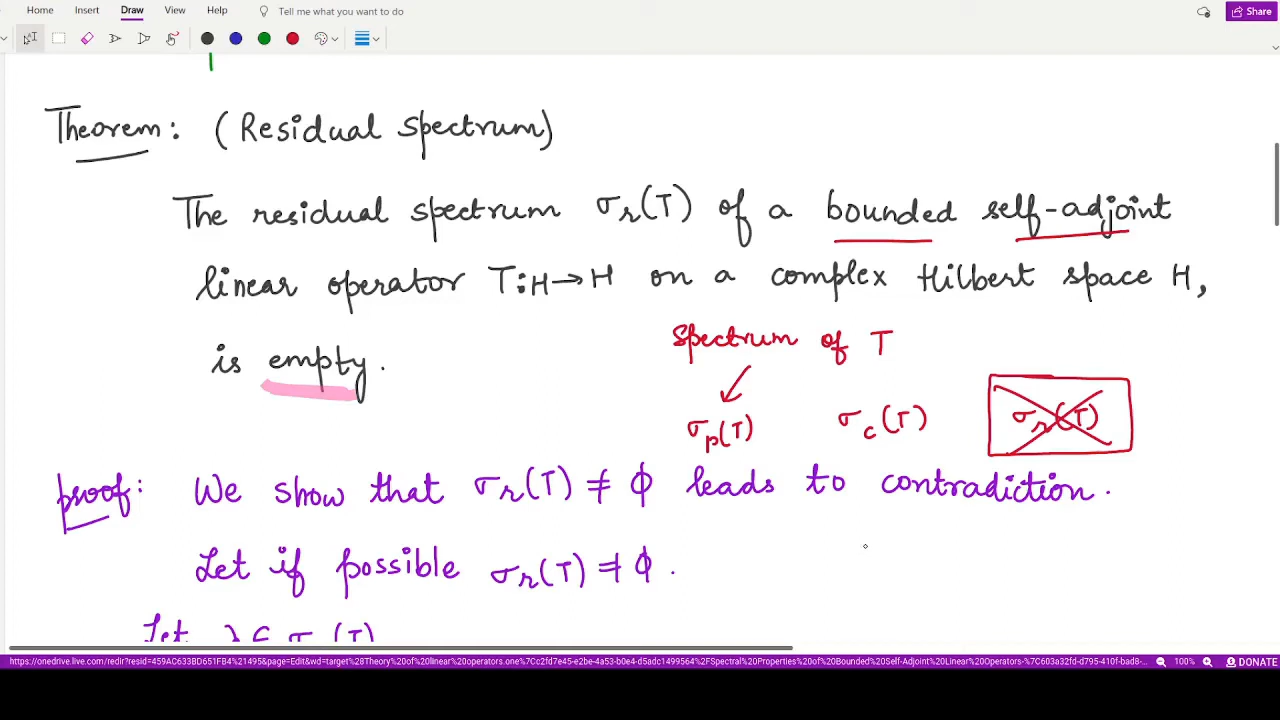 Home Insert Draw View Help Tell me what you want to do Share
Theorem: (Residual spectrum)
The residual spectrum σr(T) of a bounded self-adjoint
linear operator T:H→H on a complex Hilbert space H,
is empty.
Spectrum of T
σp(T) σc(T) σr(T)
proof: We show that σr(T) ≠ ϕ leads to contradiction.
Let if possible σr(T) ≠ ϕ.
Let λ ∈ σr(T)
100% DONATE